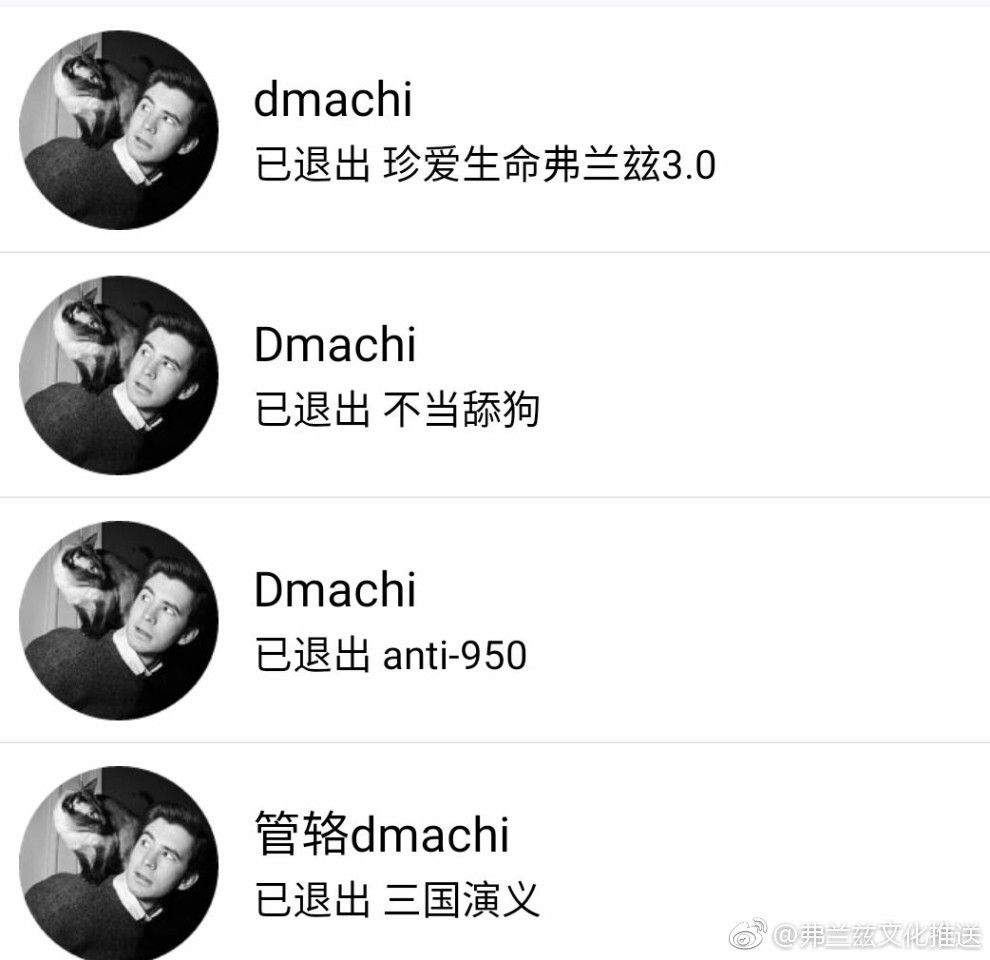 dmachi
已退出 珍爱生命弗兰兹3.0
Dmachi
已退出 不当舔狗
Dmachi
已退出 anti-950
管辂dmachi
已退出 三国演义
@弗兰兹文化推送